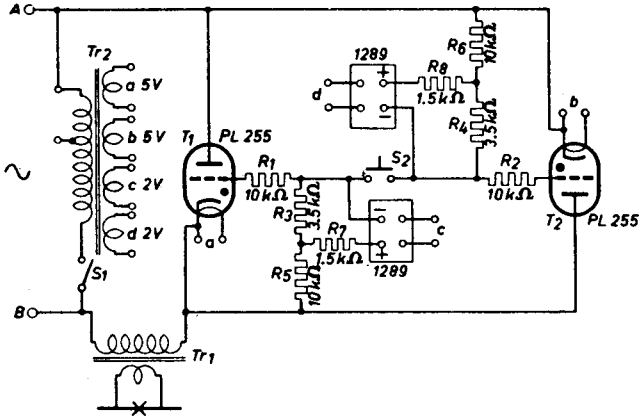 A
B
Tr2
a 5V
b 5V
c 2V
d 2V
S1
Tr1
T1
PL 255
a
R1
10kΩ
R3
3.5kΩ
R5
10kΩ
R7
1.5kΩ
−
+
1289
c
S2
d
1289
+
−
R8
1.5kΩ
R6
10kΩ
R4
3.5kΩ
R2
10kΩ
b
T2
PL 255